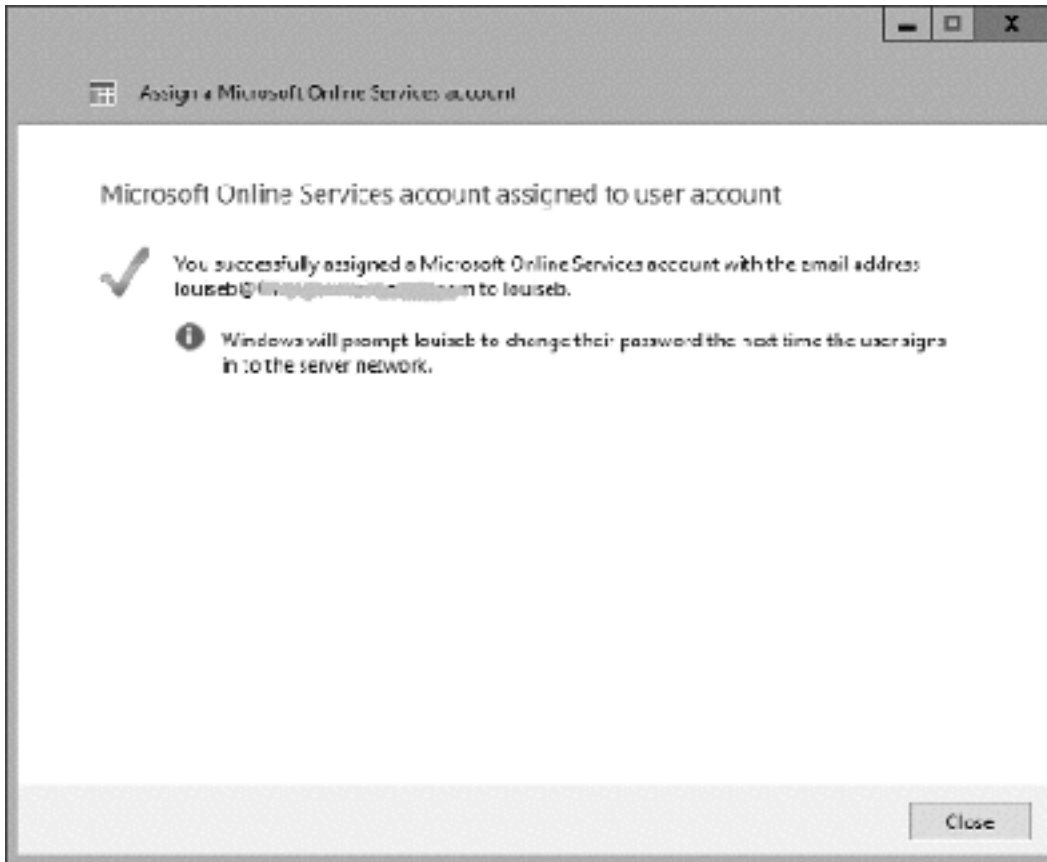 Assign a Microsoft Online Services account
Microsoft Online Services account assigned to user account
You successfully assigned a Microsoft Online Services account with the email address
louiseb@ to louiseb.
Windows will prompt louiseb to change their password the next time the user signs
in to the server network.
Close